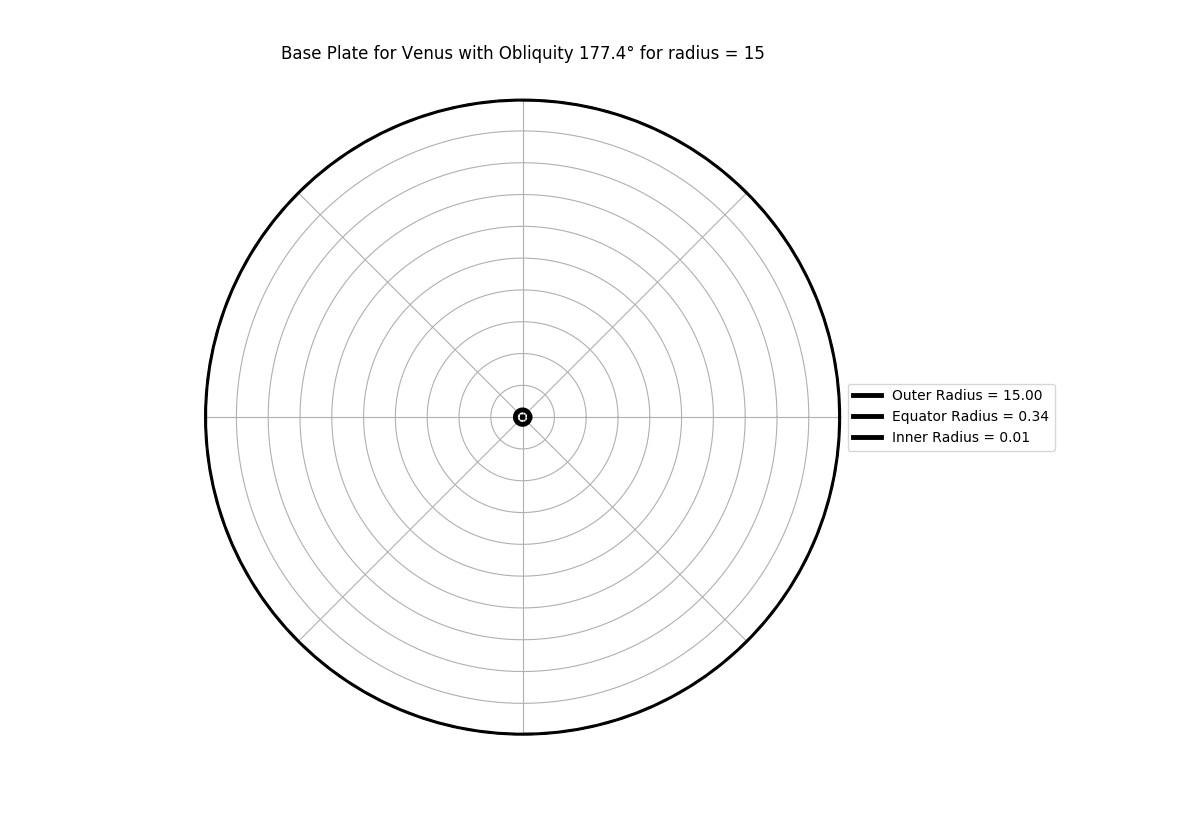 Base Plate for Venus with Obliquity 177.4° for radius = 15
Outer Radius = 15.00
Equator Radius = 0.34
Inner Radius = 0.01